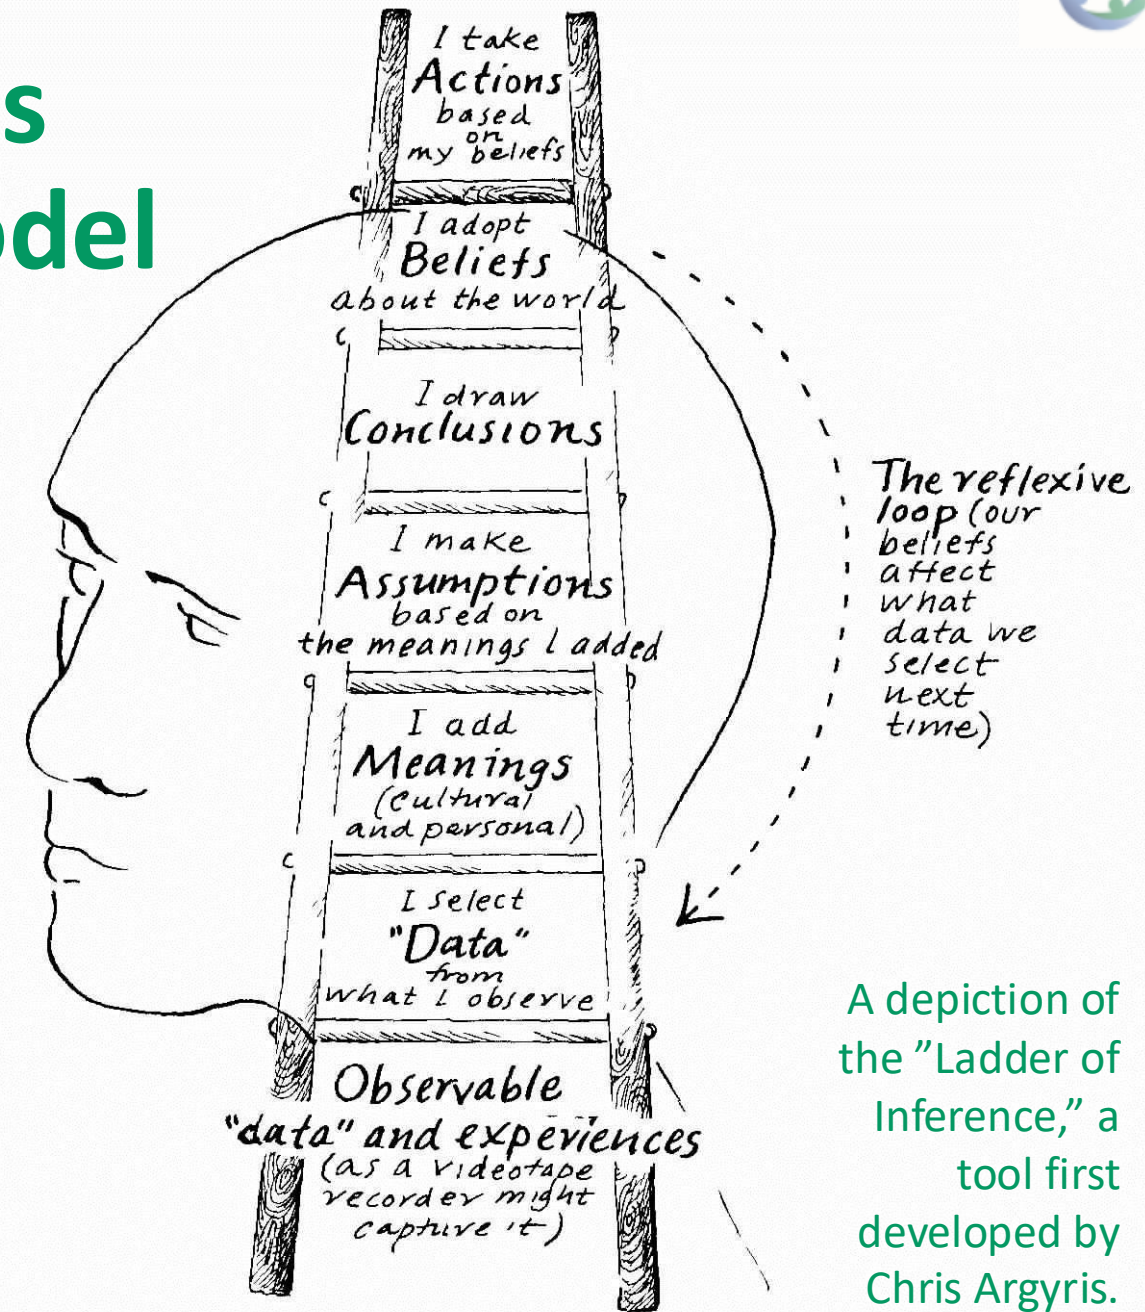 s
odel
I take
Actions
based
on
my beliefs
I adopt
Beliefs
about the world
I draw
Conclusions
I make
Assumptions
based on
the meanings I added
I add
Meanings
(cultural
and personal)
I select
"Data"
from
what I observe
Observable
"data" and experiences
(as a videotape
recorder might
capture it)
The reflexive
loop (our
beliefs
affect
what
data we
select
next
time)
A depiction of
the ”Ladder of
Inference,” a
tool first
developed by
Chris Argyris.